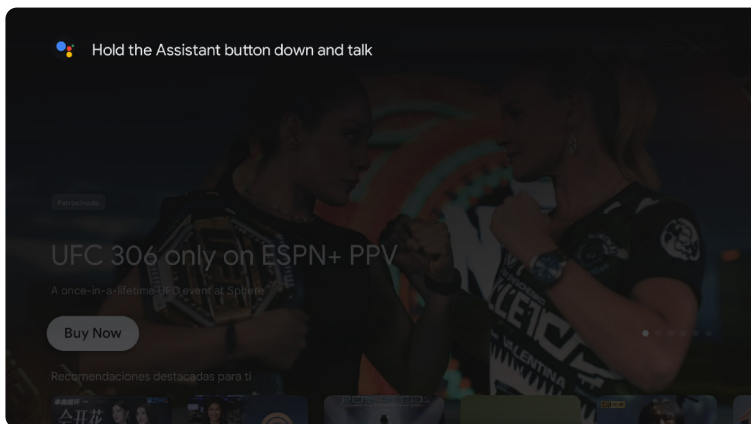 Hold the Assistant button down and talk
Patrocinado
UFC 306 only on ESPN+ PPV
A once-in-a-lifetime UFC event at Sphere
Buy Now
VALENTINA
Recomendaciones destacadas para ti